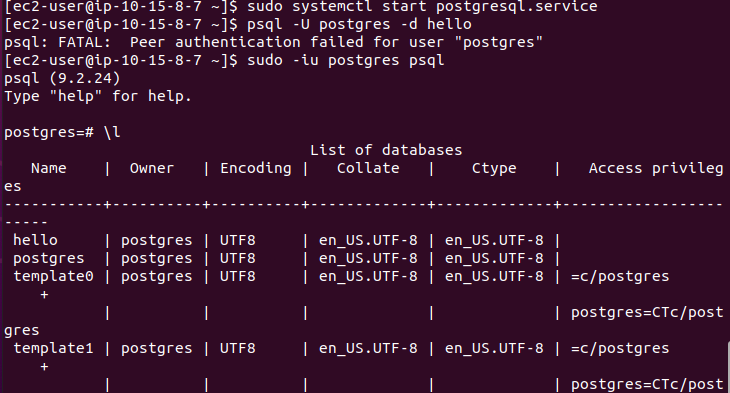 [ec2-user@ip-10-15-8-7 ~]$ sudo systemctl start postgresql.service
[ec2-user@ip-10-15-8-7 ~]$ psql -U postgres -d hello
psql: FATAL:  Peer authentication failed for user "postgres"
[ec2-user@ip-10-15-8-7 ~]$ sudo -iu postgres psql
psql (9.2.24)
Type "help" for help.

postgres=# \l
                                  List of databases
   Name    |  Owner   | Encoding |   Collate   |    Ctype    |   Access privileg
es
-----------+----------+----------+-------------+-------------+------------------
-----
 hello     | postgres | UTF8     | en_US.UTF-8 | en_US.UTF-8 |
 postgres  | postgres | UTF8     | en_US.UTF-8 | en_US.UTF-8 |
 template0 | postgres | UTF8     | en_US.UTF-8 | en_US.UTF-8 | =c/postgres
    +
           |          |          |             |             | postgres=CTc/post
gres
 template1 | postgres | UTF8     | en_US.UTF-8 | en_US.UTF-8 | =c/postgres
    +
           |          |          |             |             | postgres=CTc/post